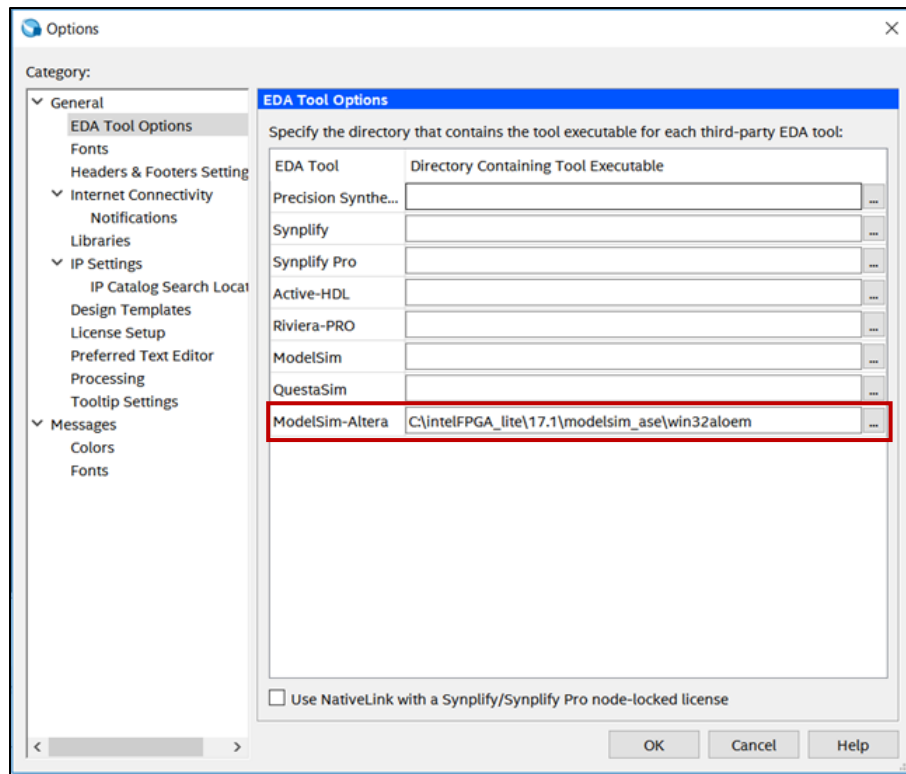 Options
Category:
General
EDA Tool Options
Fonts
Headers & Footers Setting
Internet Connectivity
Notifications
Libraries
IP Settings
IP Catalog Search Locat
Design Templates
License Setup
Preferred Text Editor
Processing
Tooltip Settings
Messages
Colors
Fonts
EDA Tool Options
Specify the directory that contains the tool executable for each third-party EDA tool:
EDA Tool Directory Containing Tool Executable
Precision Synthe... ...
Synplify ...
Synplify Pro ...
Active-HDL ...
Riviera-PRO ...
ModelSim ...
QuestaSim ...
ModelSim-Altera C:\intelFPGA_lite\17.1\modelsim_ase\win32aloem ...
Use NativeLink with a Synplify/Synplify Pro node-locked license
OK Cancel Help